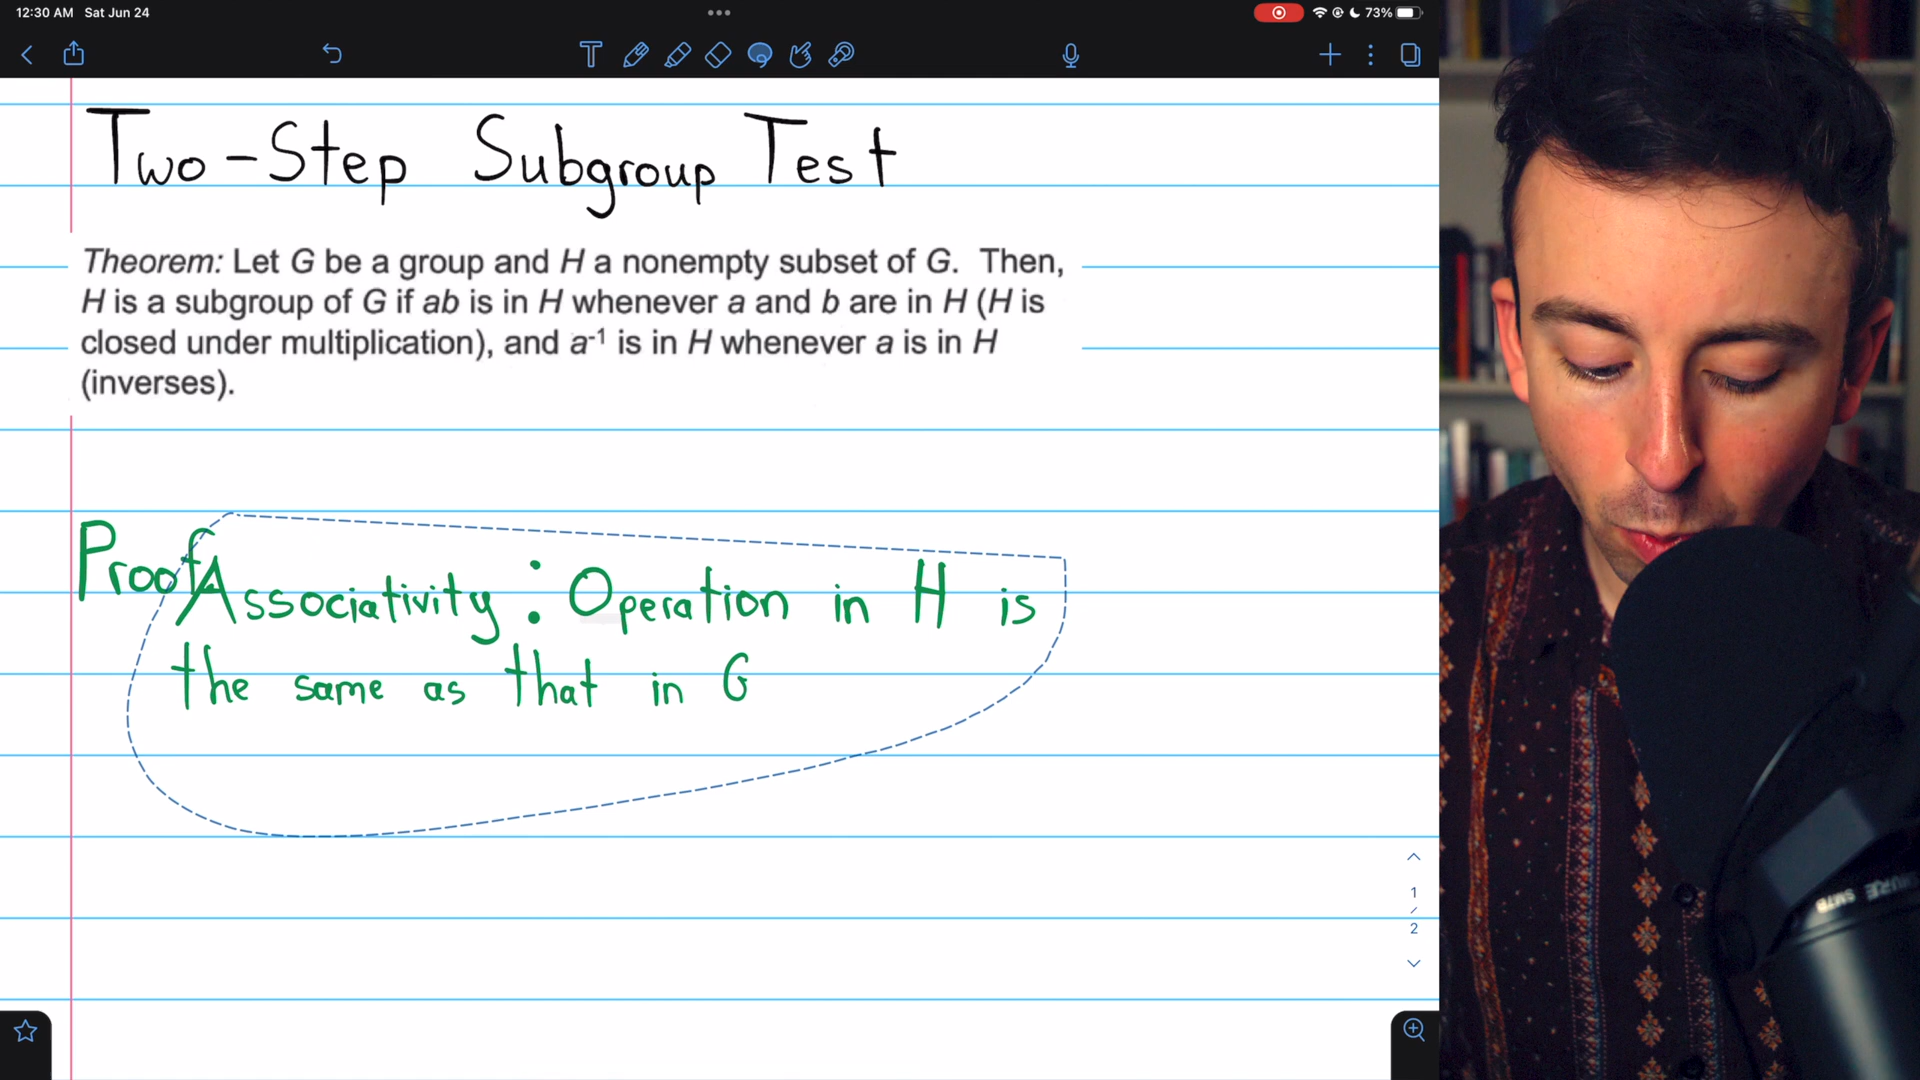 12:30 AM Sat Jun 24
73%
Two-Step Subgroup Test
Theorem: Let G be a group and H a nonempty subset of G. Then,
H is a subgroup of G if ab is in H whenever a and b are in H (H is
closed under multiplication), and a⁻¹ is in H whenever a is in H
(inverses).
Proof
Associativity: Operation in H is
the same as that in G
1
/
2
SHURE SM7B